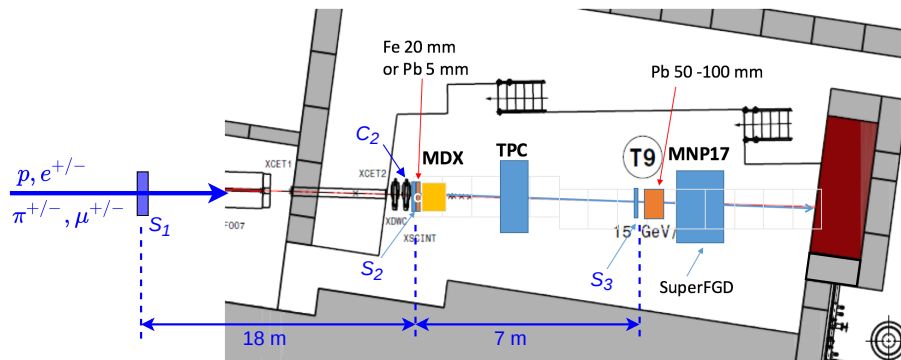 Fe 20 mm
or Pb 5 mm
Pb 50 -100 mm
C2
MDX
TPC
T9
MNP17
XCET1
XCET2
p, e+/-
π+/-, μ+/-
S1
F007
XDWC
XSCINT
C
S2
S3
15 GeV/
SuperFGD
18 m
7 m